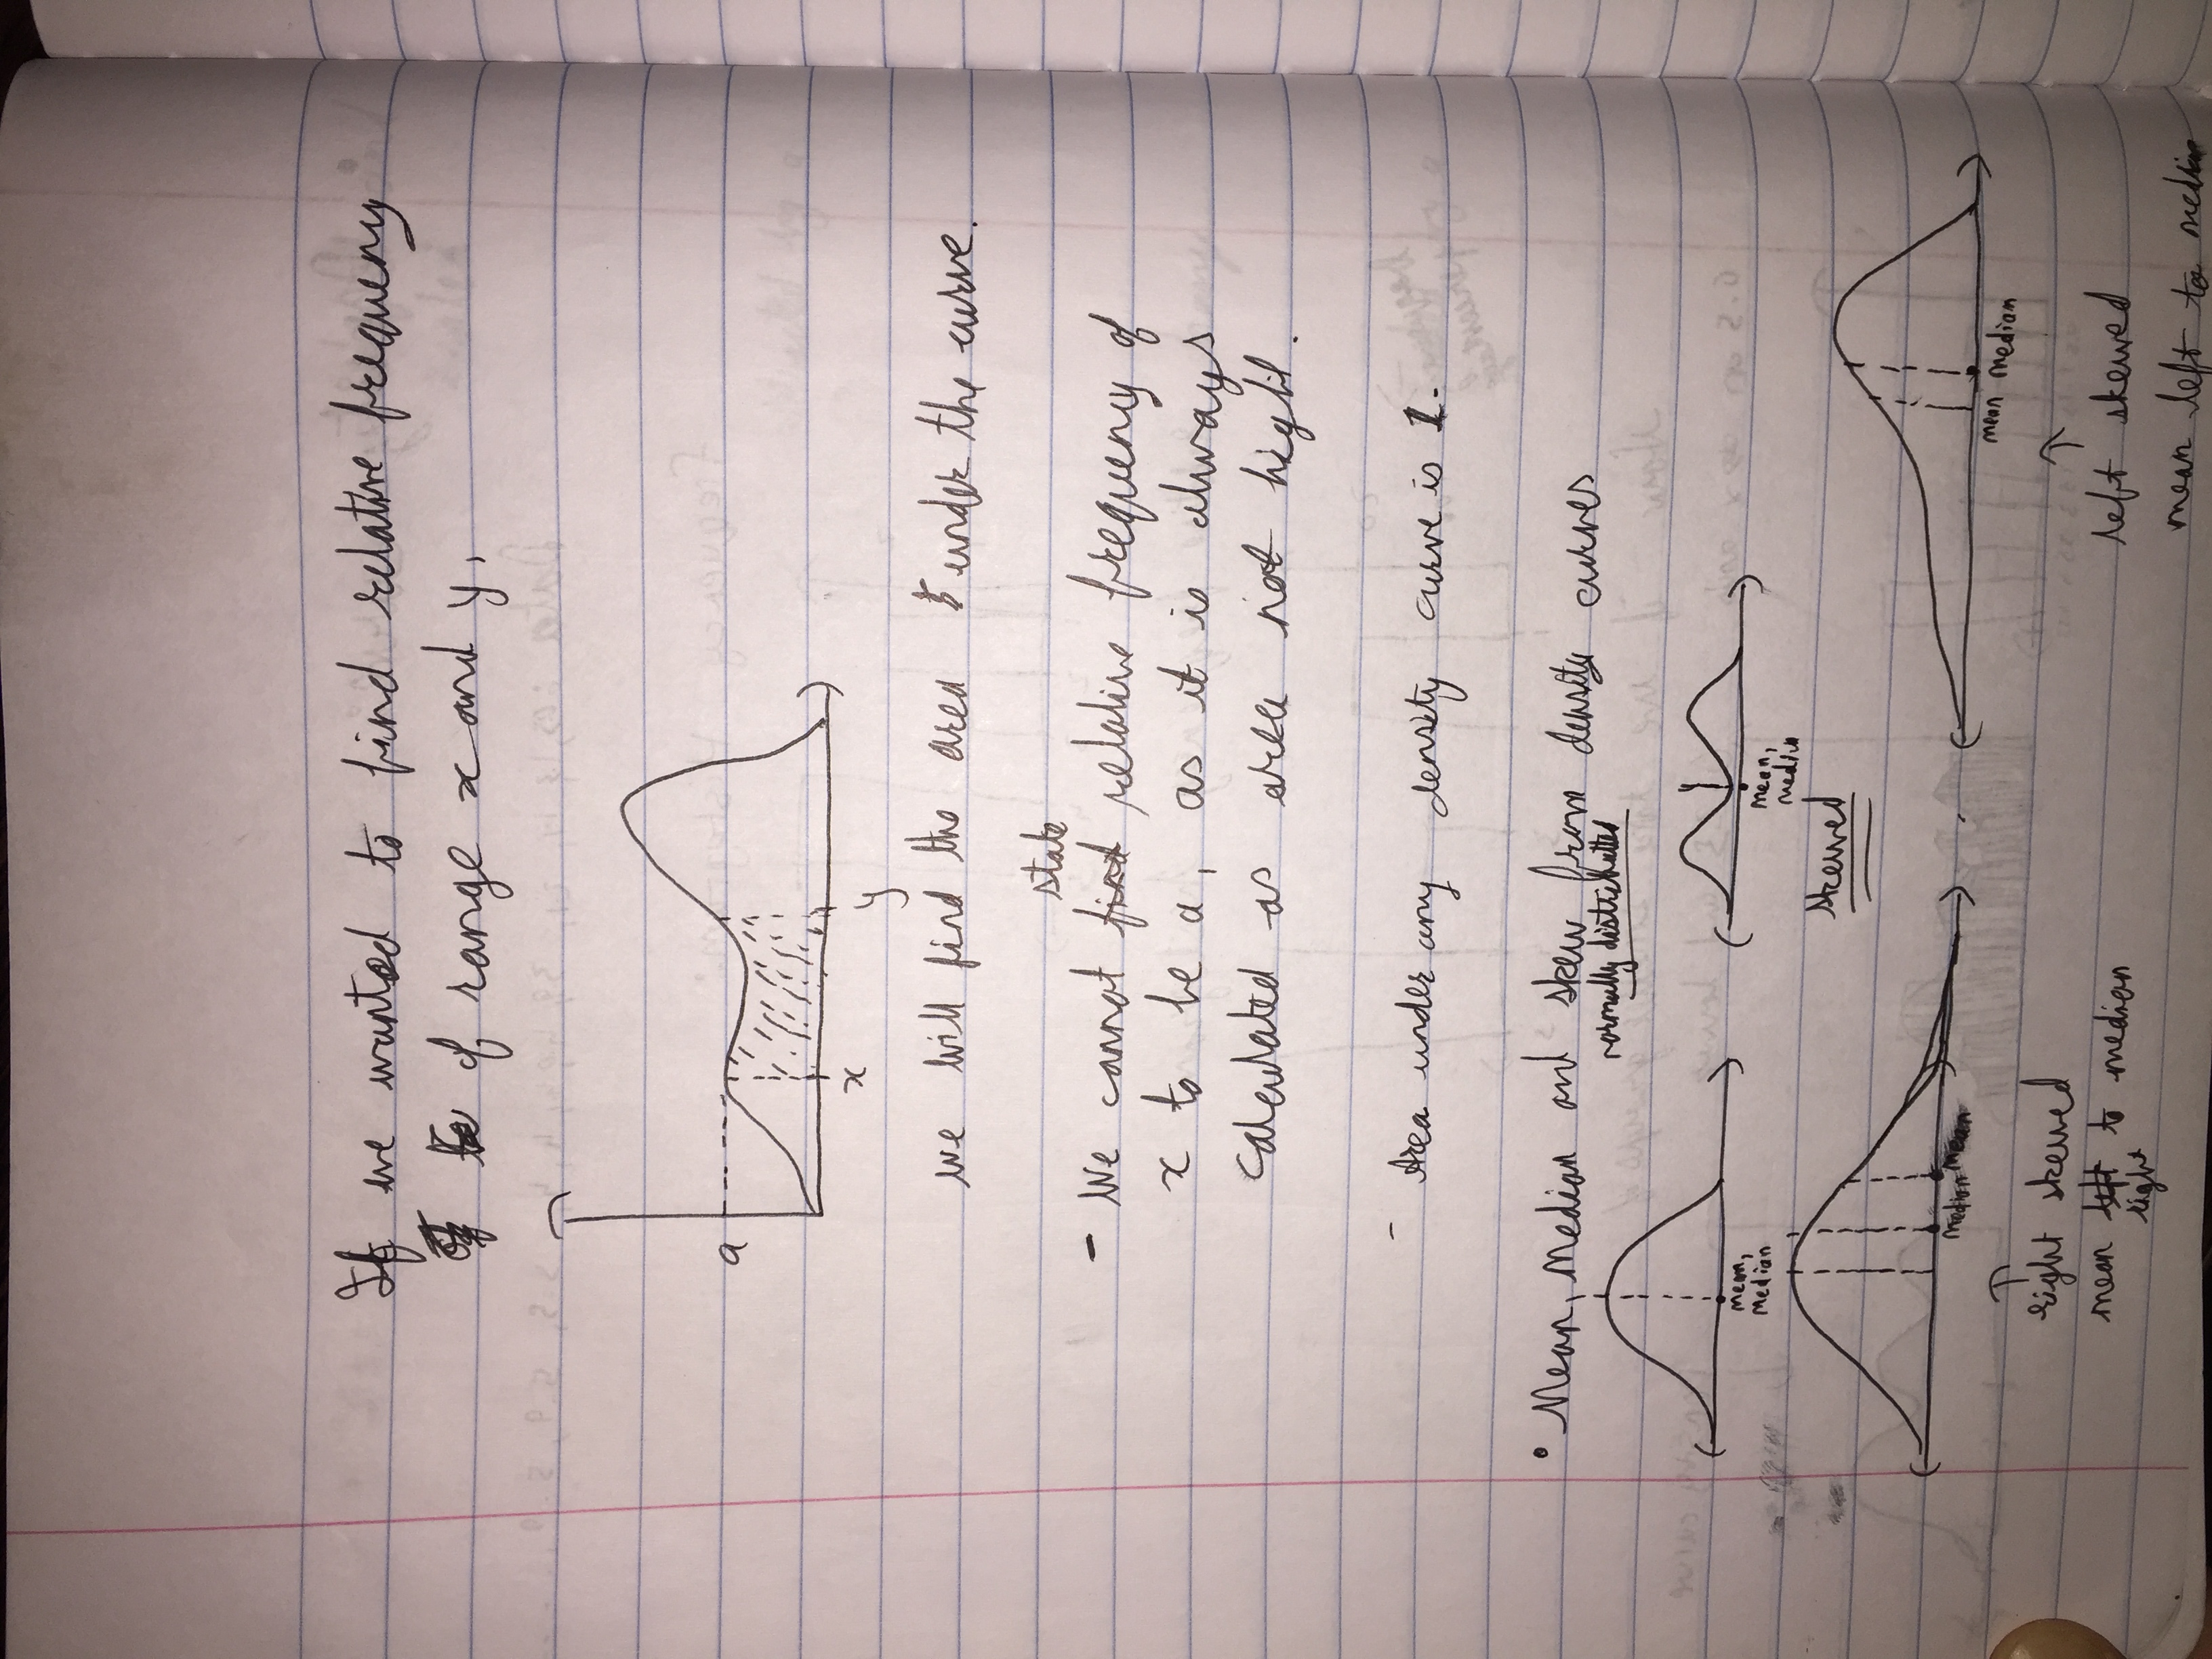 If we wanted to find relative frequency
of range x and y,
a
x
y
we will find the area under the curve.
state
- We cannot find relative frequency of
x to be a, as it is always
calculated as area not hight.
- Area under any density curve is 1.
• Mean, Median and skew from density curves
normally distributted
mean,
median
mean,
median
skewed
median mean
mean median
↑
right skewed
mean left to median
right
↑
left skewed
mean left to median